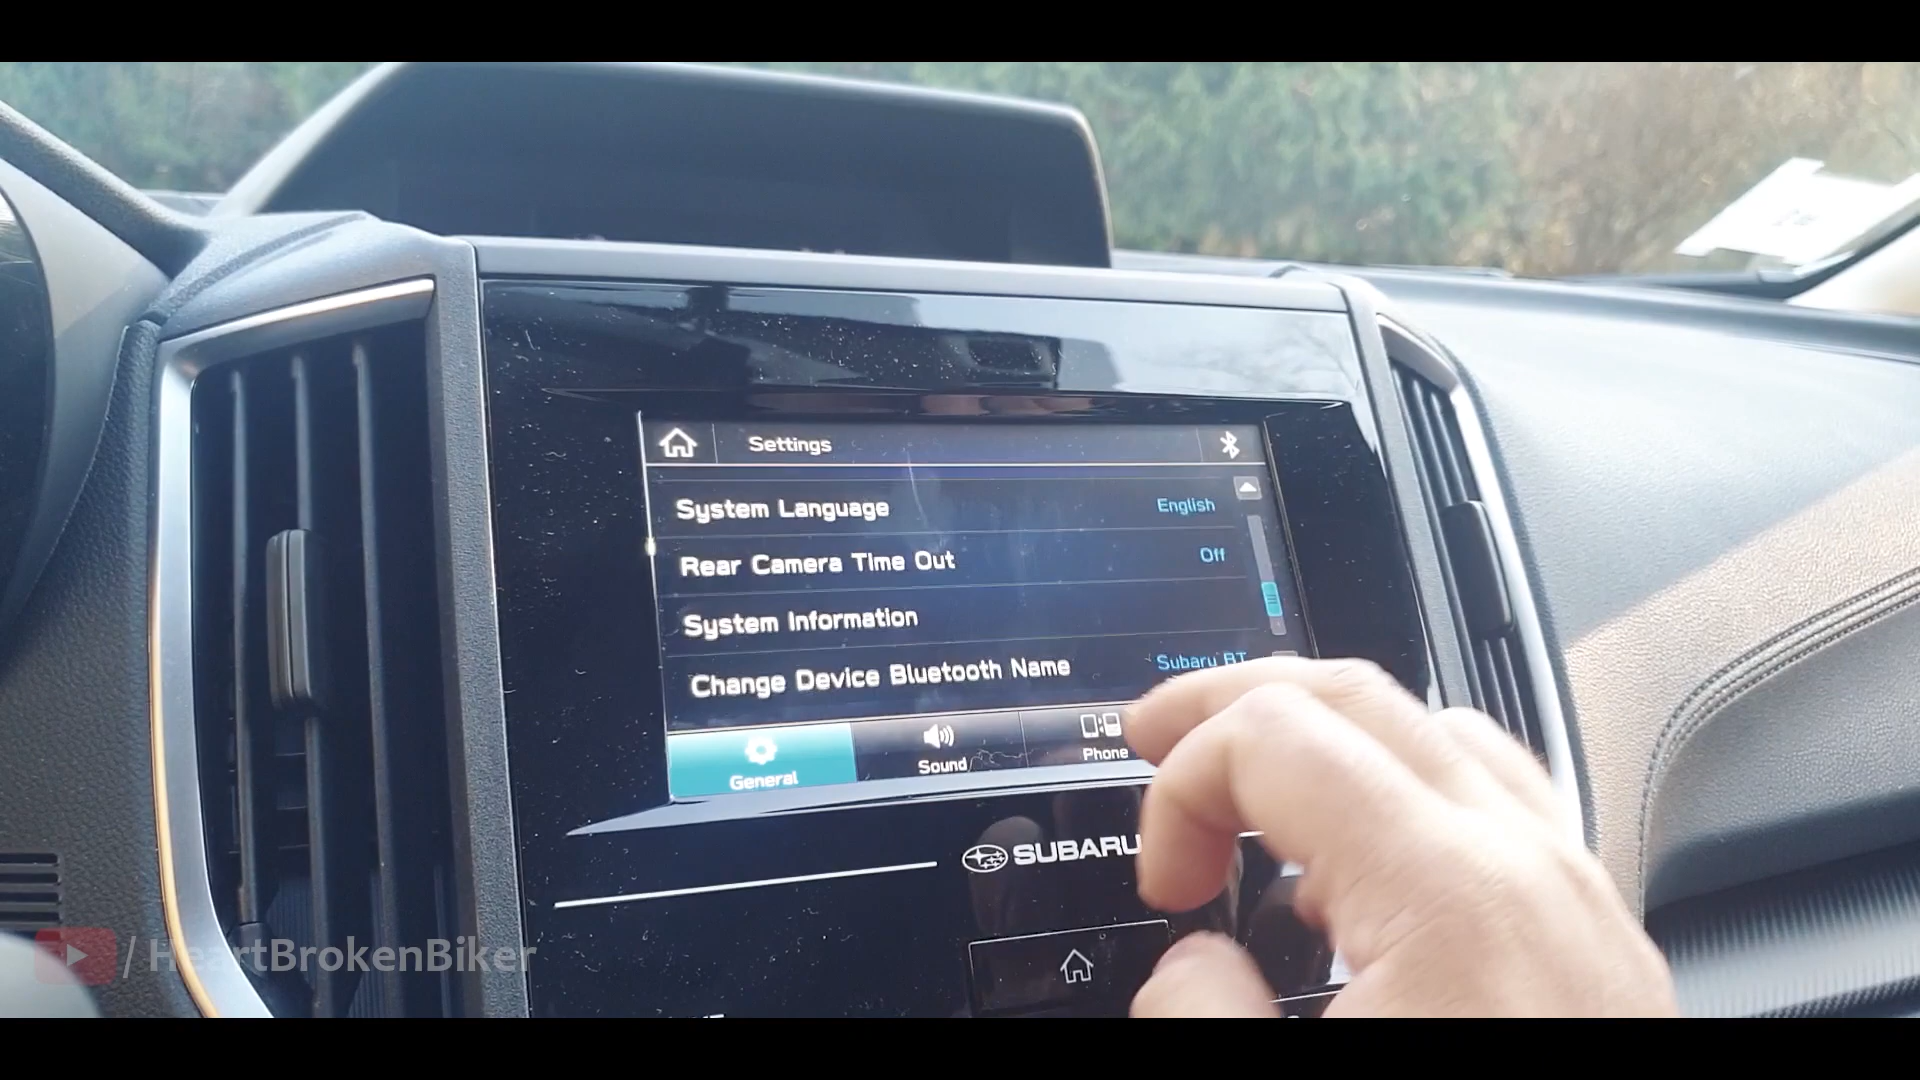 Settings
System Language English
Rear Camera Time Out Off
System Information
Change Device Bluetooth Name Subaru BT
General Sound Phone
SUBARU
/HeartBrokenBiker